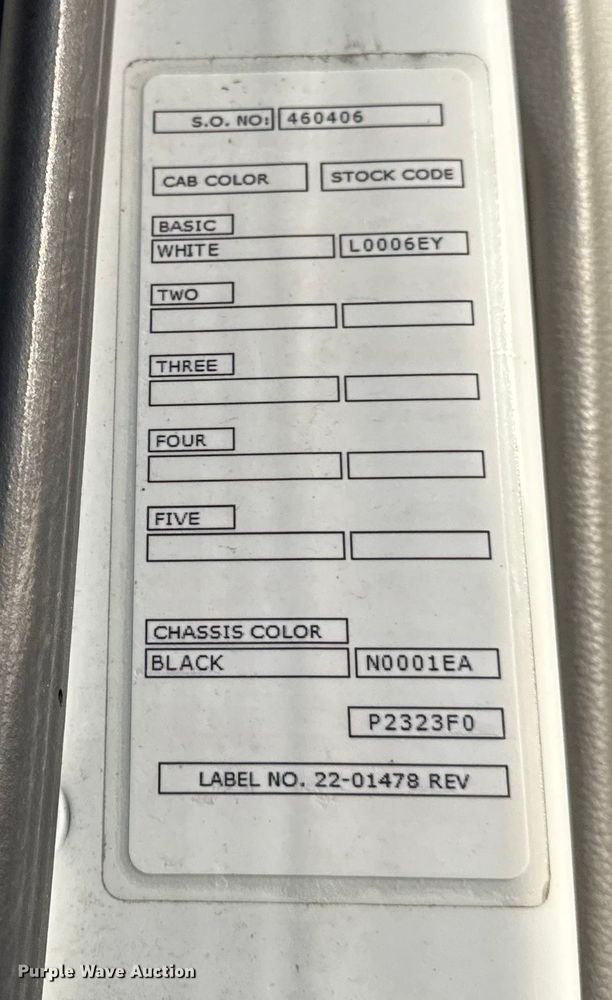 S.O. NO: 460406
CAB COLOR STOCK CODE
BASIC
WHITE L0006EY
TWO
THREE
FOUR
FIVE
CHASSIS COLOR
BLACK N0001EA
P2323F0
LABEL NO. 22-01478 REV
Purple Wave Auction